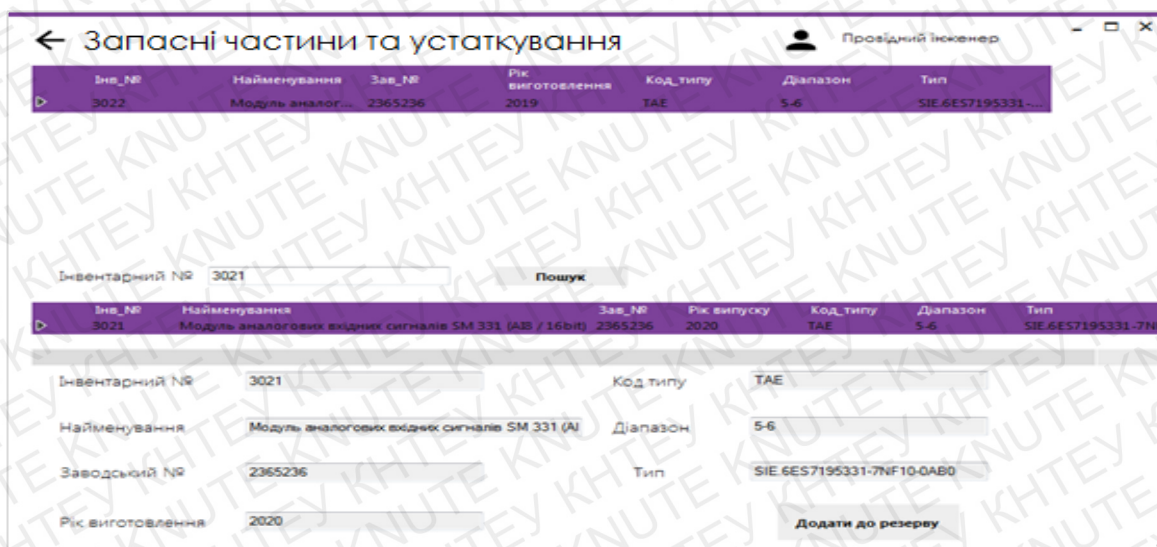 ← Запасні частини та устаткування Провідний інженер
Інв_№ Найменування Зав_№ Рік виготовлення Код_типу Діапазон Тип
3022 Модуль аналог... 2365236 2019 TAE 5-6 SIE.6ES7195331-...
Інвентарний № 3021 Пошук
Інв_№ Найменування Зав_№ Рік випуску Код_типу Діапазон Тип
3021 Модуль аналогових вхідних сигналів SM 331 (AI8 / 16bit) 2365236 2020 TAE 5-6 SIE.6ES7195331-7N
Інвентарний № 3021 Код типу TAE
Найменування Модуль аналогових вхідних сигналів SM 331 (AI Діапазон 5-6
Заводський № 2365236 Тип SIE.6ES7195331-7NF10-0AB0
Рік виготовлення 2020 Додати до резерву